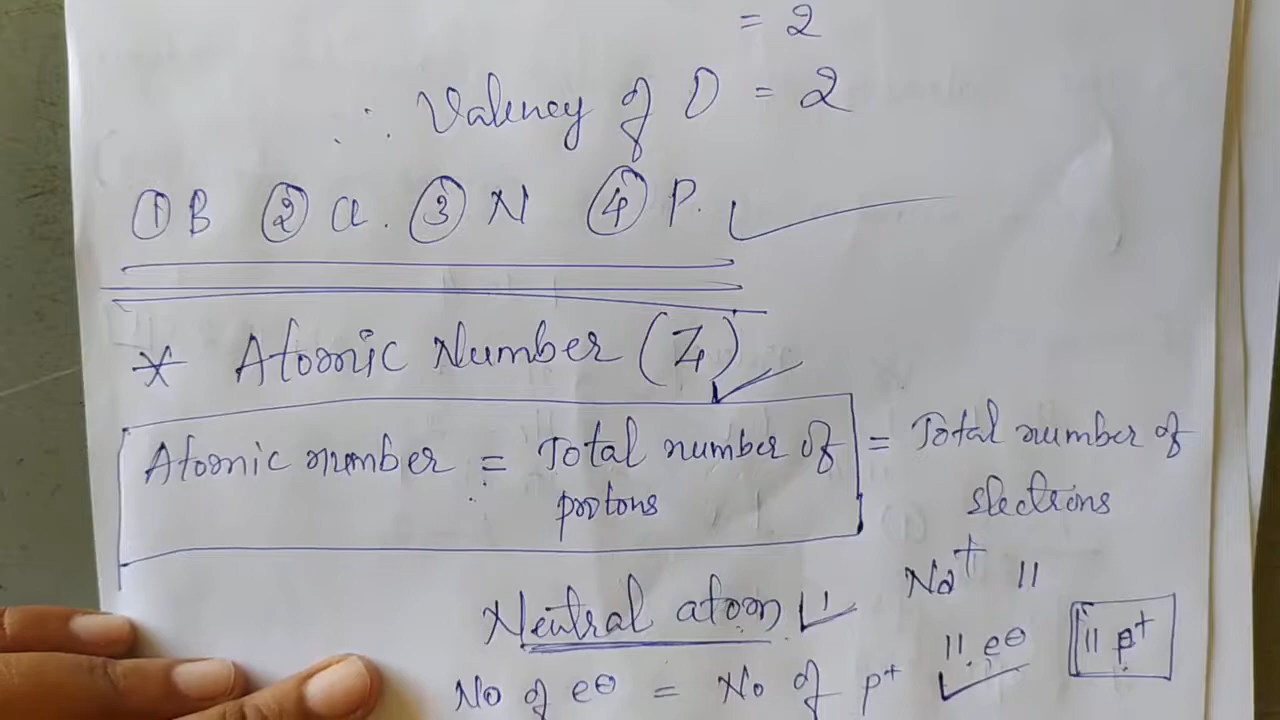 = 2
∴ Valency of O = 2
① B ② Cl. ③ N ④ P.
* Atomic Number (Z)
Atomic number = Total number of = Total number of
protons electrons
Na⁺ 11
Neutral atom
11 e⊖ 11 p⁺
No of e⊖ = No of p⁺